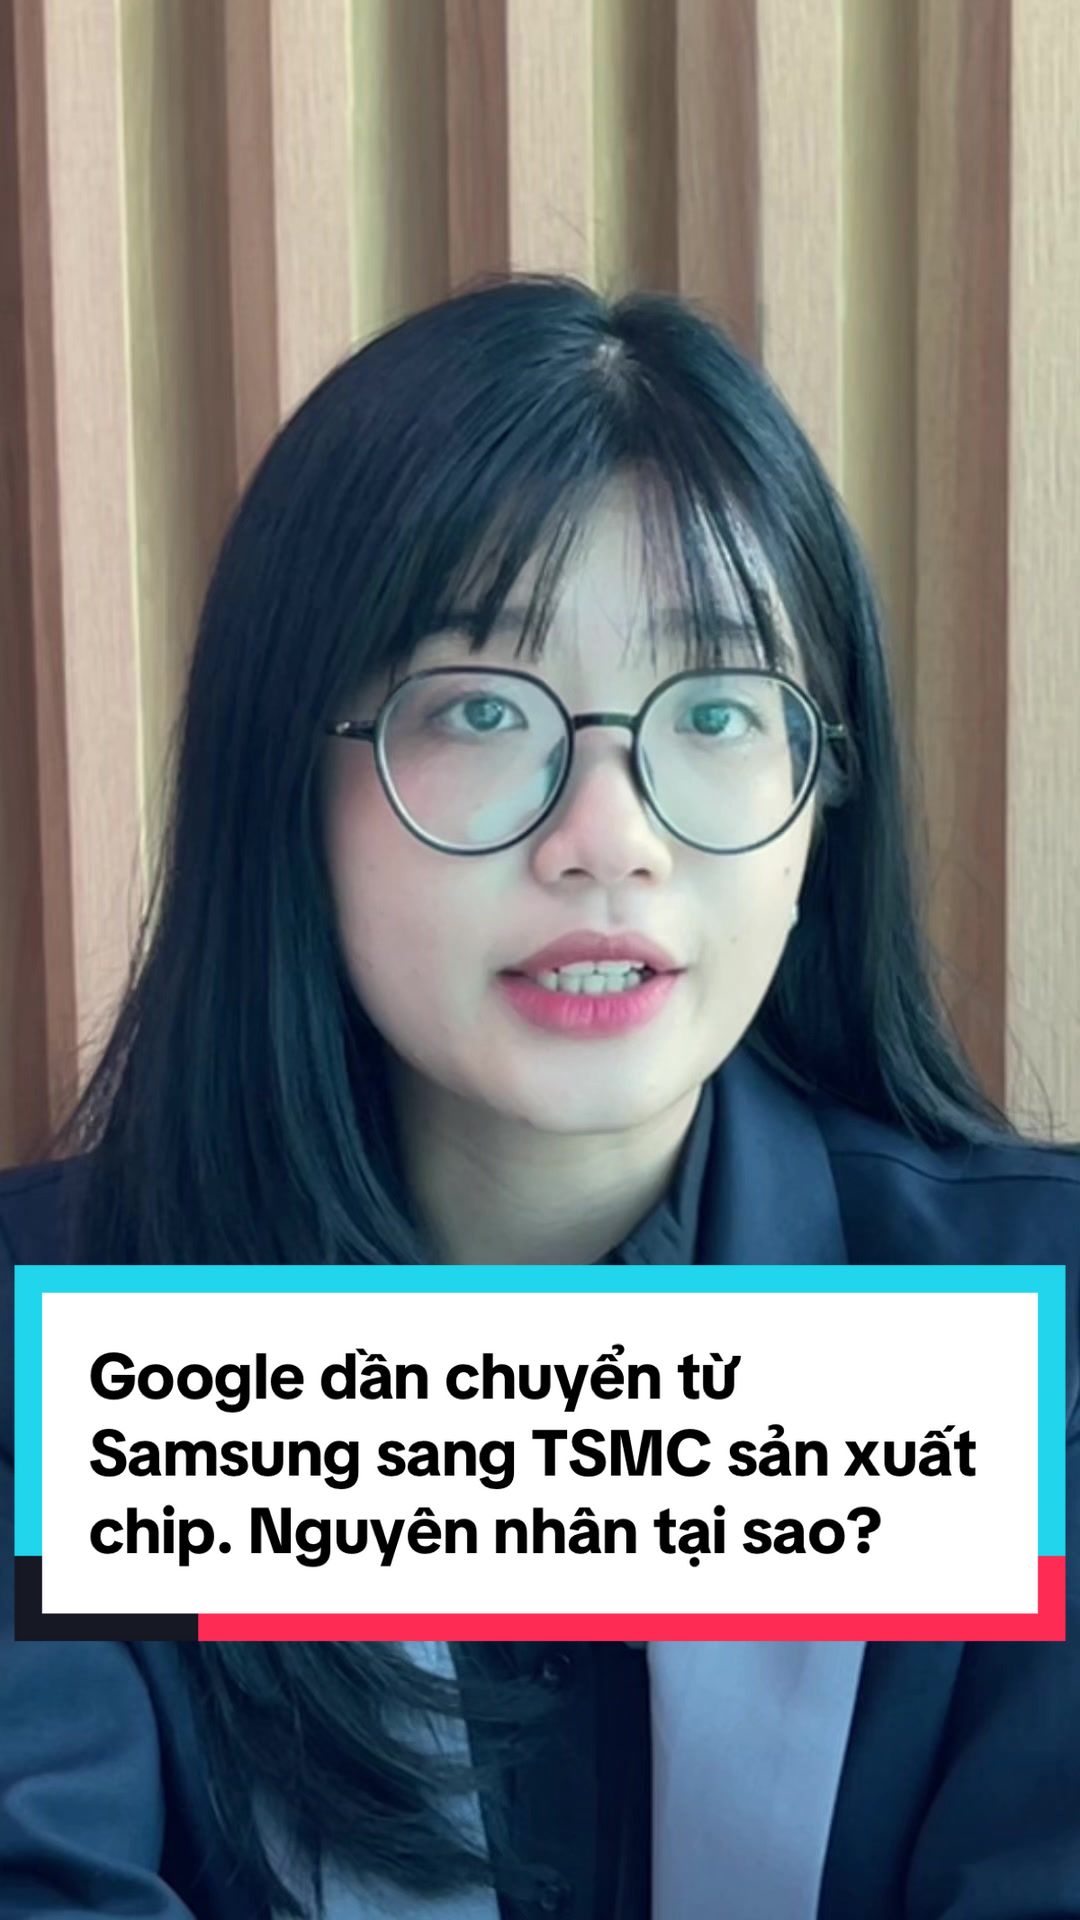 Google dần chuyển từ
Samsung sang TSMC sản xuất
chip. Nguyên nhân tại sao?